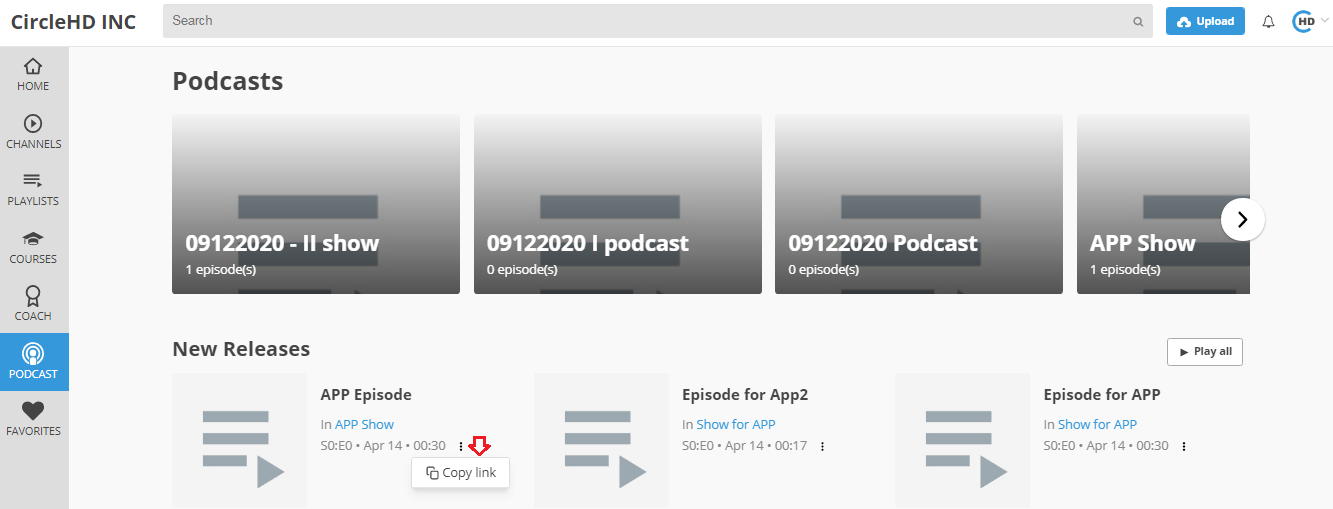 CircleHD INC
Search
Upload
HD
HOME
CHANNELS
PLAYLISTS
COURSES
COACH
PODCAST
FAVORITES
Podcasts
09122020 - II show
1 episode(s)
09122020 I podcast
0 episode(s)
09122020 Podcast
0 episode(s)
APP Show
1 episode(s)
New Releases
Play all
APP Episode
In APP Show
S0:E0 • Apr 14 • 00:30
Copy link
Episode for App2
In Show for APP
S0:E0 • Apr 14 • 00:17
Episode for APP
In Show for APP
S0:E0 • Apr 14 • 00:30